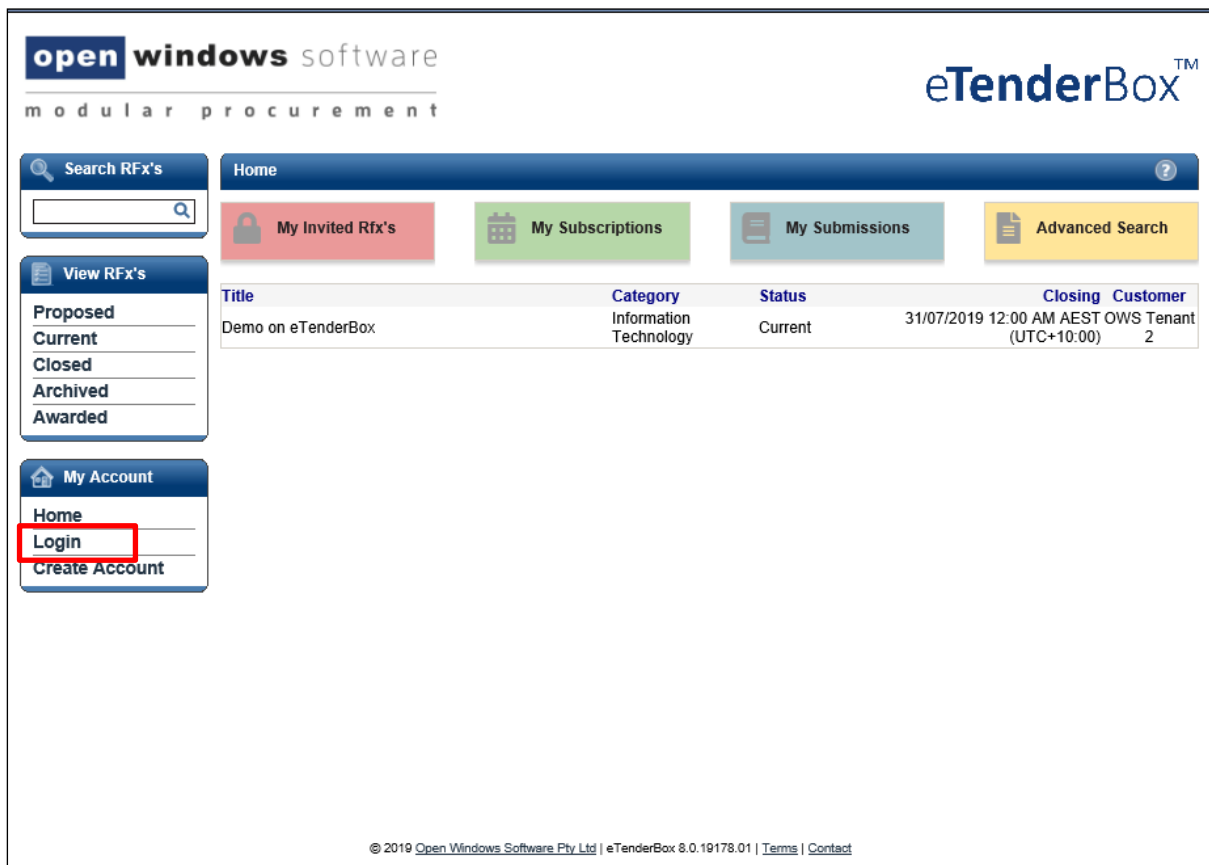 open windows software
modular procurement
eTenderBox™
Search RFx's
View RFx's
Proposed
Current
Closed
Archived
Awarded
My Account
Home
Login
Create Account
Home
?
My Invited Rfx's
My Subscriptions
My Submissions
Advanced Search
Title Category Status Closing Customer
Demo on eTenderBox Information Technology Current 31/07/2019 12:00 AM AEST (UTC+10:00) OWS Tenant 2
© 2019 Open Windows Software Pty Ltd | eTenderBox 8.0.19178.01 | Terms | Contact